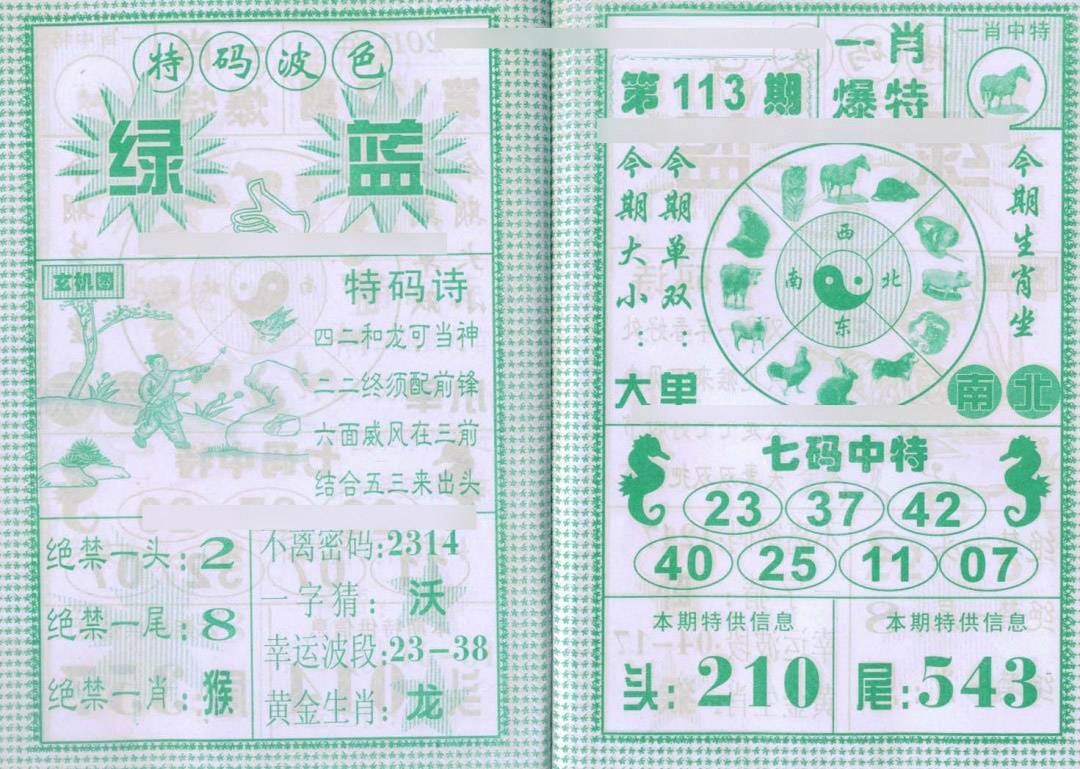 特码波色
绿 蓝
玄机图
特码诗
四二和龙可当神
二二终须配前锋
六面威风在三前
结合五三来出头
绝禁一头:2
绝禁一尾:8
绝禁一肖:猴
不离密码:2314
一字猜:沃
幸运波段:23-38
黄金生肖:龙
第113期
一肖
爆特
一肖中特
今期大小:大
今期单双:单
西
南 北
东
今期生肖坐
南北
七码中特
23 37 42
40 25 11 07
本期特供信息
头:210
本期特供信息
尾:543